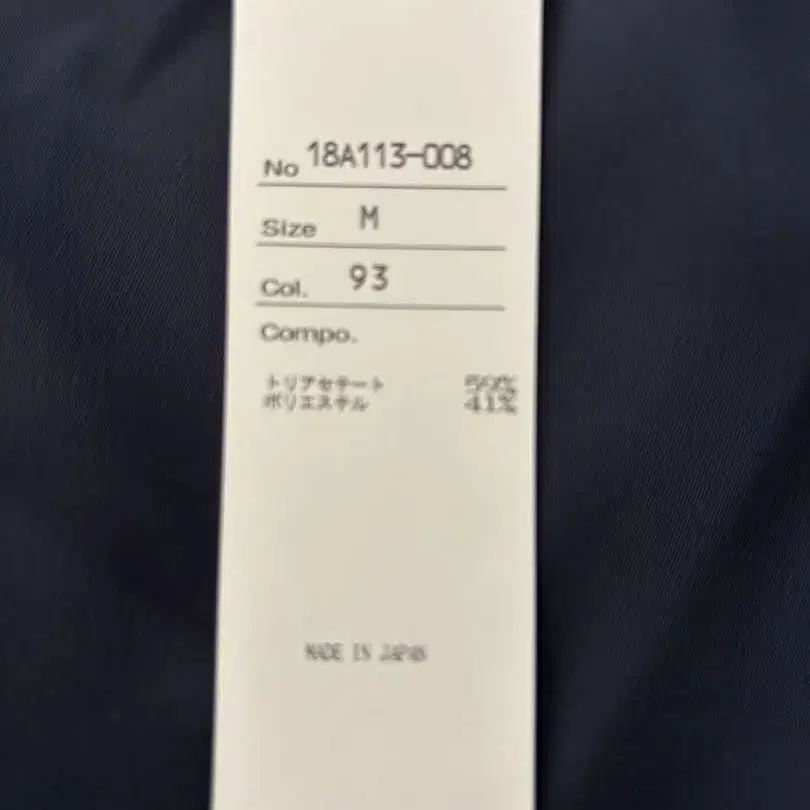 No 18A113-008
Size M
Col. 93
Compo.
トリアセテート 59%
ポリエステル 41%
MADE IN JAPAN